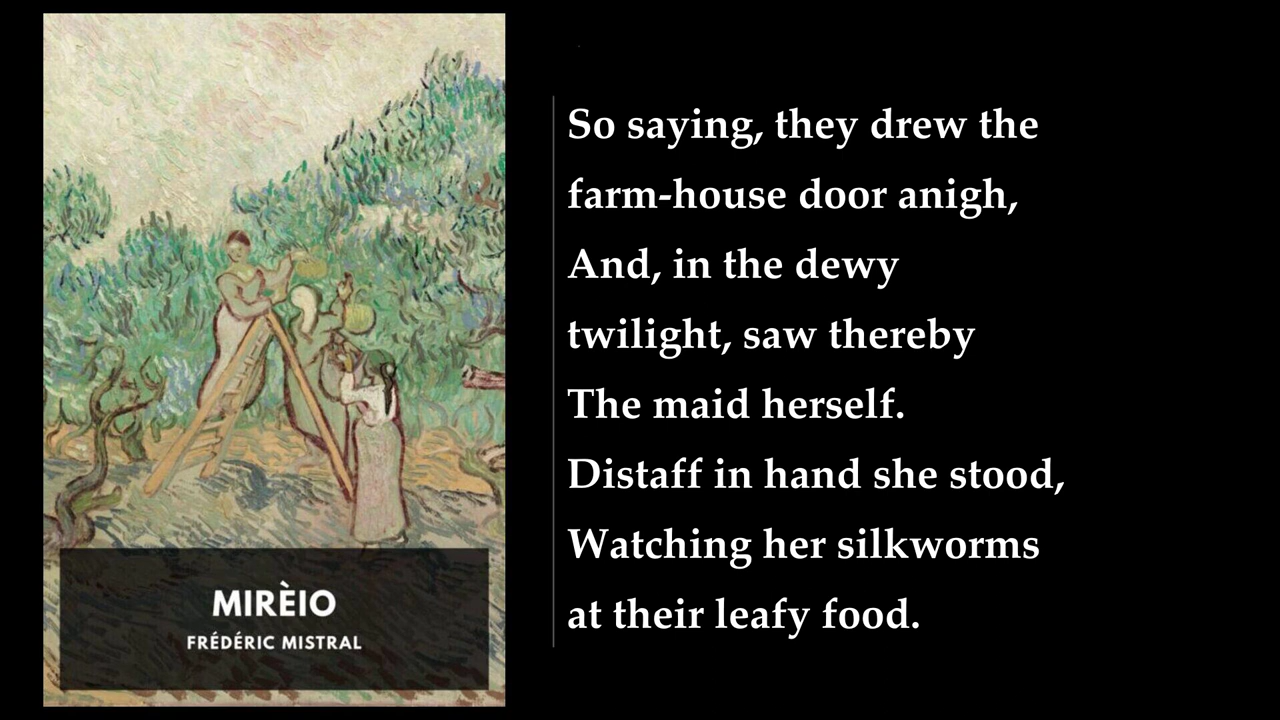 MIRÈIO
FRÉDÉRIC MISTRAL
So saying, they drew the
farm-house door anigh,
And, in the dewy
twilight, saw thereby
The maid herself.
Distaff in hand she stood,
Watching her silkworms
at their leafy food.